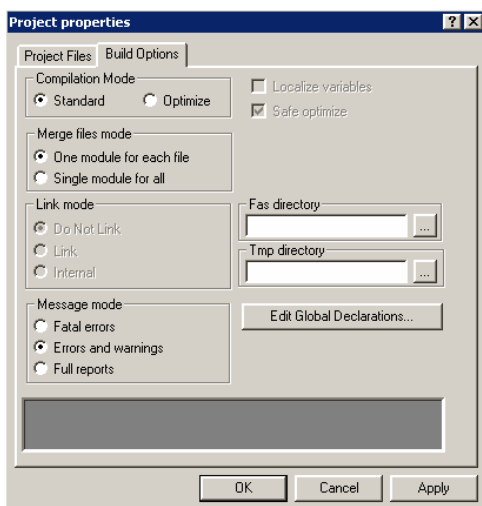 Project properties
Project Files Build Options
Compilation Mode
Standard Optimize
Localize variables
Safe optimize
Merge files mode
One module for each file
Single module for all
Link mode
Do Not Link
Link
Internal
Fas directory
...
Tmp directory
...
Message mode
Fatal errors
Errors and warnings
Full reports
Edit Global Declarations...
OK Cancel Apply